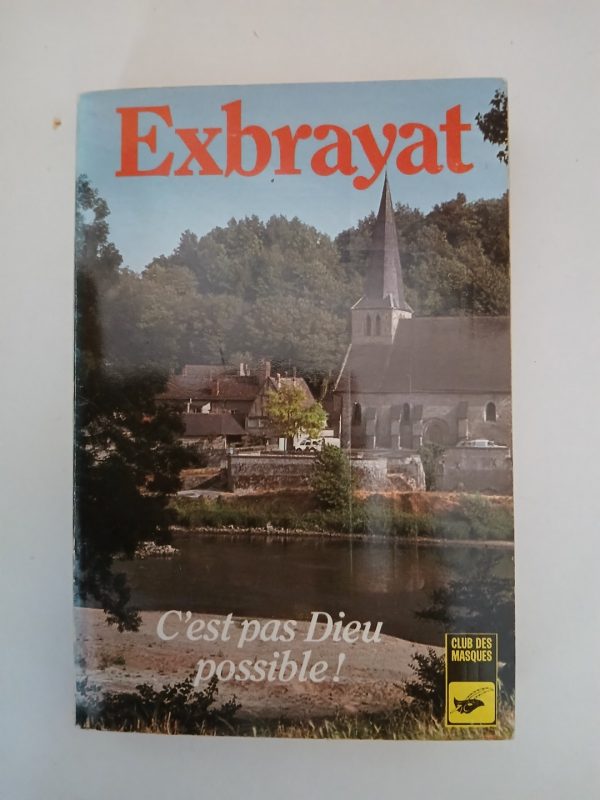 Exbrayat
C'est pas Dieu
possible !
CLUB DES
MASQUES